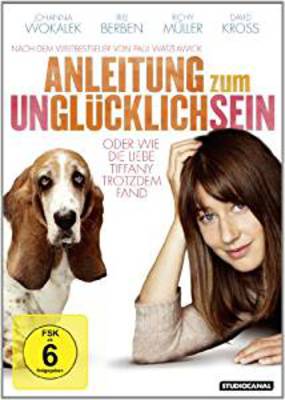 JOHANNA IRIS RICHY DAVID
WOKALEK BERBEN MÜLLER KROSS
NACH DEM WELTBESTSELLER VON PAUL WATZLAWICK
ANLEITUNG zum
UNGLÜCKLICHSEIN
ODER WIE
DIE LIEBE
TIFFANY
TROTZDEM
FAND
FSK
ab
6
freigegeben
STUDIOCANAL